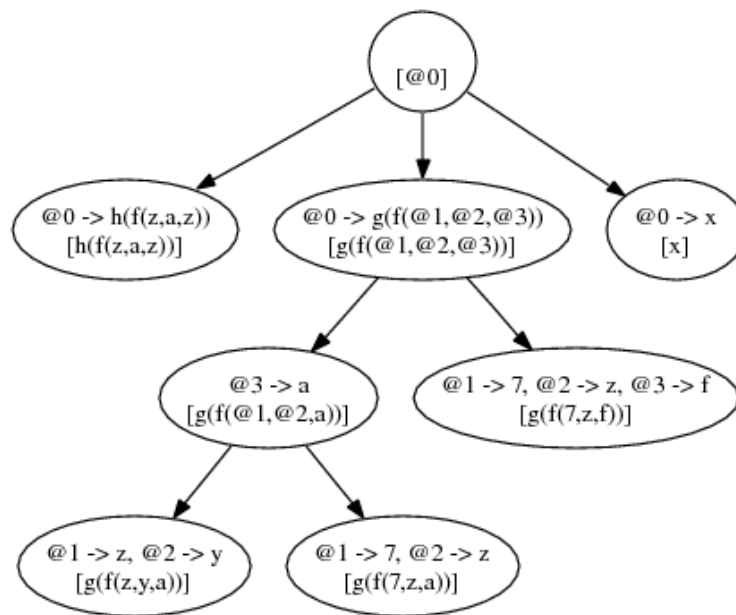 [@0]
@0 -> h(f(z,a,z))
[h(f(z,a,z))]
@0 -> g(f(@1,@2,@3))
[g(f(@1,@2,@3))]
@0 -> x
[x]
@3 -> a
[g(f(@1,@2,a))]
@1 -> 7, @2 -> z, @3 -> f
[g(f(7,z,f))]
@1 -> z, @2 -> y
[g(f(z,y,a))]
@1 -> 7, @2 -> z
[g(f(7,z,a))]